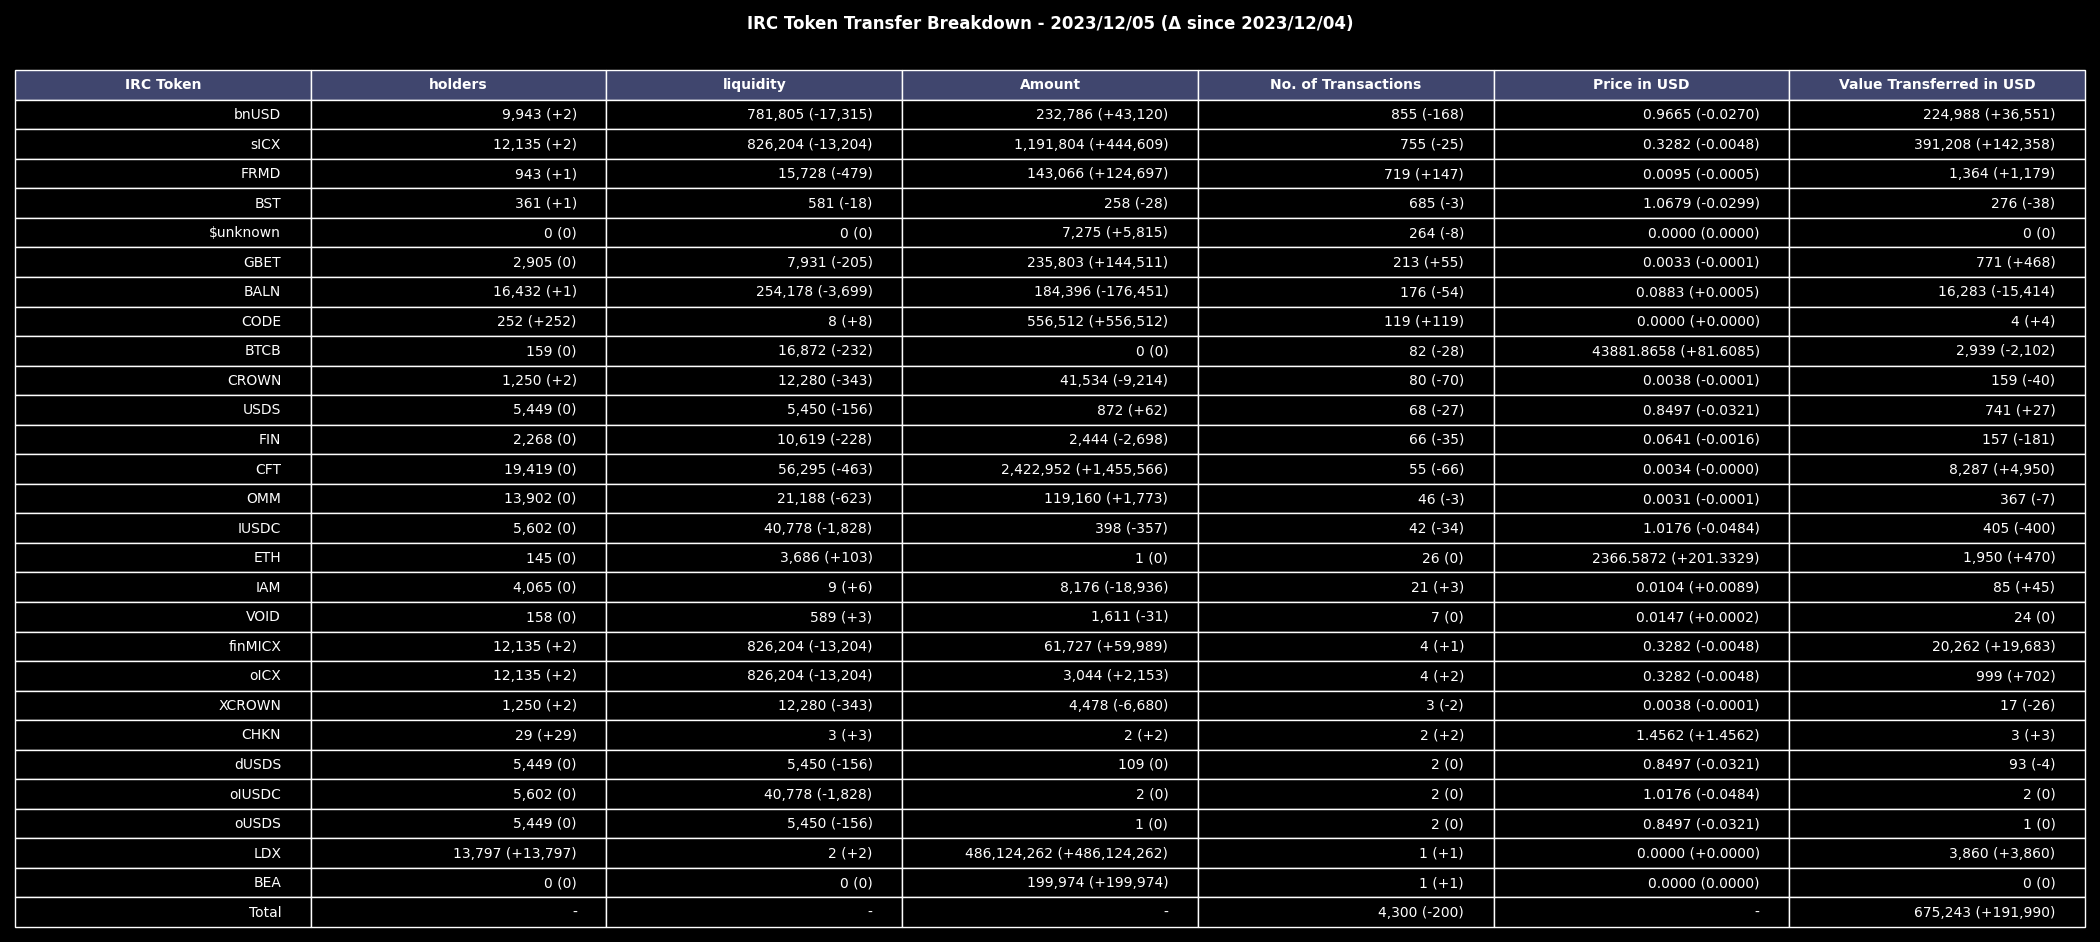 IRC Token Transfer Breakdown - 2023/12/05 (Δ since 2023/12/04)
IRC Token holders liquidity Amount No. of Transactions Price in USD Value Transferred in USD
bnUSD 9,943 (+2) 781,805 (-17,315) 232,786 (+43,120) 855 (-168) 0.9665 (-0.0270) 224,988 (+36,551)
sICX 12,135 (+2) 826,204 (-13,204) 1,191,804 (+444,609) 755 (-25) 0.3282 (-0.0048) 391,208 (+142,358)
FRMD 943 (+1) 15,728 (-479) 143,066 (+124,697) 719 (+147) 0.0095 (-0.0005) 1,364 (+1,179)
BST 361 (+1) 581 (-18) 258 (-28) 685 (-3) 1.0679 (-0.0299) 276 (-38)
$unknown 0 (0) 0 (0) 7,275 (+5,815) 264 (-8) 0.0000 (0.0000) 0 (0)
GBET 2,905 (0) 7,931 (-205) 235,803 (+144,511) 213 (+55) 0.0033 (-0.0001) 771 (+468)
BALN 16,432 (+1) 254,178 (-3,699) 184,396 (-176,451) 176 (-54) 0.0883 (+0.0005) 16,283 (-15,414)
CODE 252 (+252) 8 (+8) 556,512 (+556,512) 119 (+119) 0.0000 (+0.0000) 4 (+4)
BTCB 159 (0) 16,872 (-232) 0 (0) 82 (-28) 43881.8658 (+81.6085) 2,939 (-2,102)
CROWN 1,250 (+2) 12,280 (-343) 41,534 (-9,214) 80 (-70) 0.0038 (-0.0001) 159 (-40)
USDS 5,449 (0) 5,450 (-156) 872 (+62) 68 (-27) 0.8497 (-0.0321) 741 (+27)
FIN 2,268 (0) 10,619 (-228) 2,444 (-2,698) 66 (-35) 0.0641 (-0.0016) 157 (-181)
CFT 19,419 (0) 56,295 (-463) 2,422,952 (+1,455,566) 55 (-66) 0.0034 (-0.0000) 8,287 (+4,950)
OMM 13,902 (0) 21,188 (-623) 119,160 (+1,773) 46 (-3) 0.0031 (-0.0001) 367 (-7)
IUSDC 5,602 (0) 40,778 (-1,828) 398 (-357) 42 (-34) 1.0176 (-0.0484) 405 (-400)
ETH 145 (0) 3,686 (+103) 1 (0) 26 (0) 2366.5872 (+201.3329) 1,950 (+470)
IAM 4,065 (0) 9 (+6) 8,176 (-18,936) 21 (+3) 0.0104 (+0.0089) 85 (+45)
VOID 158 (0) 589 (+3) 1,611 (-31) 7 (0) 0.0147 (+0.0002) 24 (0)
finMICX 12,135 (+2) 826,204 (-13,204) 61,727 (+59,989) 4 (+1) 0.3282 (-0.0048) 20,262 (+19,683)
oICX 12,135 (+2) 826,204 (-13,204) 3,044 (+2,153) 4 (+2) 0.3282 (-0.0048) 999 (+702)
XCROWN 1,250 (+2) 12,280 (-343) 4,478 (-6,680) 3 (-2) 0.0038 (-0.0001) 17 (-26)
CHKN 29 (+29) 3 (+3) 2 (+2) 2 (+2) 1.4562 (+1.4562) 3 (+3)
dUSDS 5,449 (0) 5,450 (-156) 109 (0) 2 (0) 0.8497 (-0.0321) 93 (-4)
oIUSDC 5,602 (0) 40,778 (-1,828) 2 (0) 2 (0) 1.0176 (-0.0484) 2 (0)
oUSDS 5,449 (0) 5,450 (-156) 1 (0) 2 (0) 0.8497 (-0.0321) 1 (0)
LDX 13,797 (+13,797) 2 (+2) 486,124,262 (+486,124,262) 1 (+1) 0.0000 (+0.0000) 3,860 (+3,860)
BEA 0 (0) 0 (0) 199,974 (+199,974) 1 (+1) 0.0000 (0.0000) 0 (0)
Total - - - 4,300 (-200) - 675,243 (+191,990)